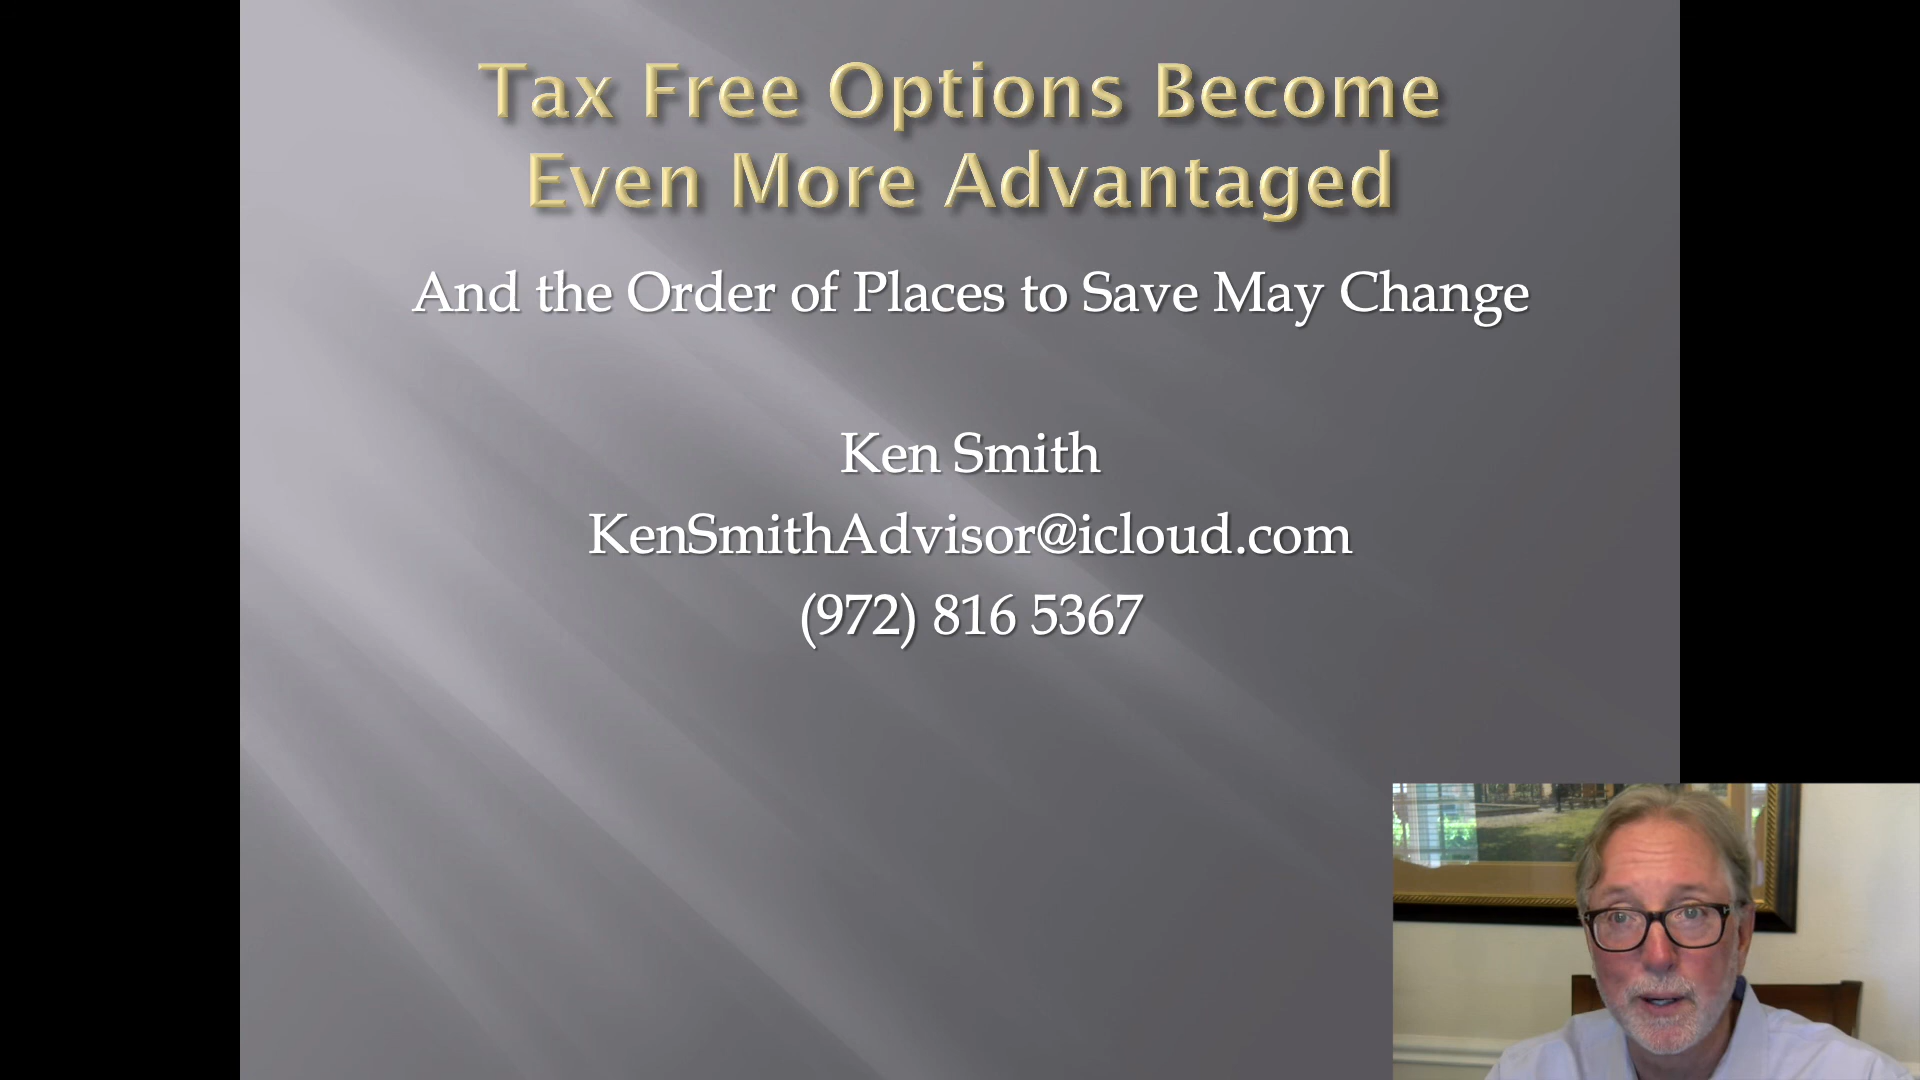 Tax Free Options Become
Even More Advantaged
And the Order of Places to Save May Change
Ken Smith
KenSmithAdvisor@icloud.com
(972) 816 5367